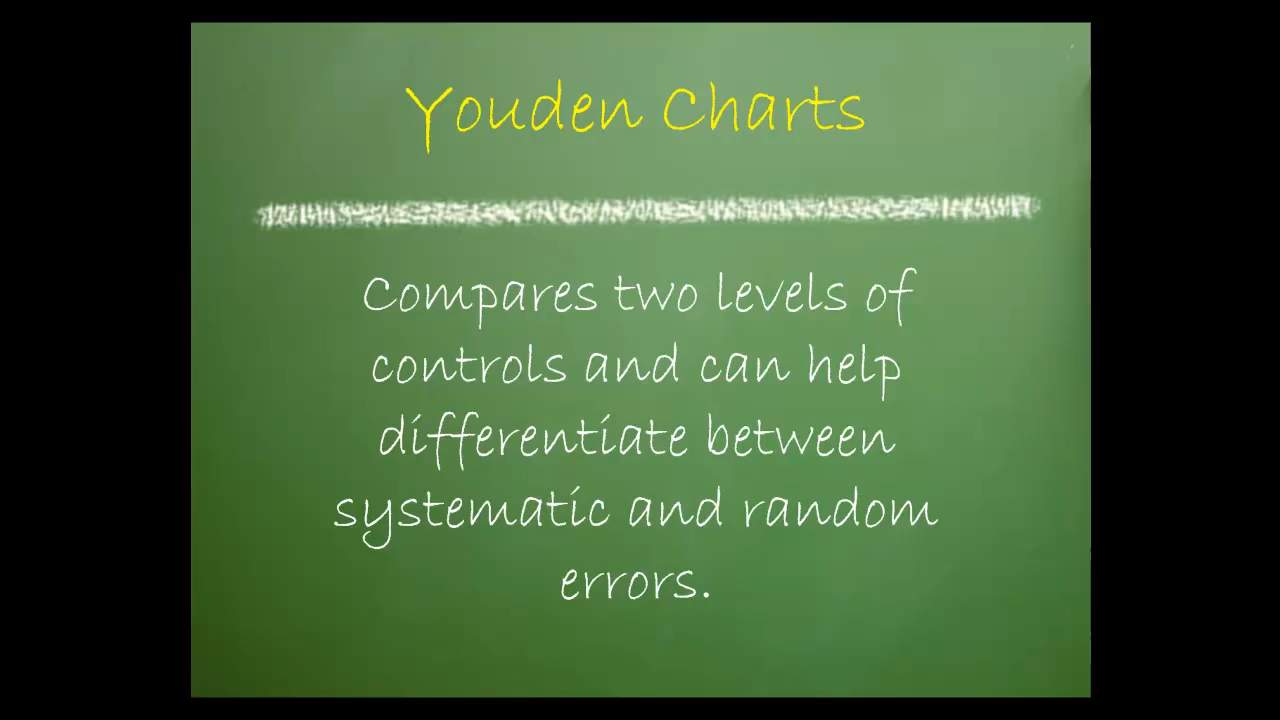 Youden Charts
Compares two levels of
controls and can help
differentiate between
systematic and random
errors.